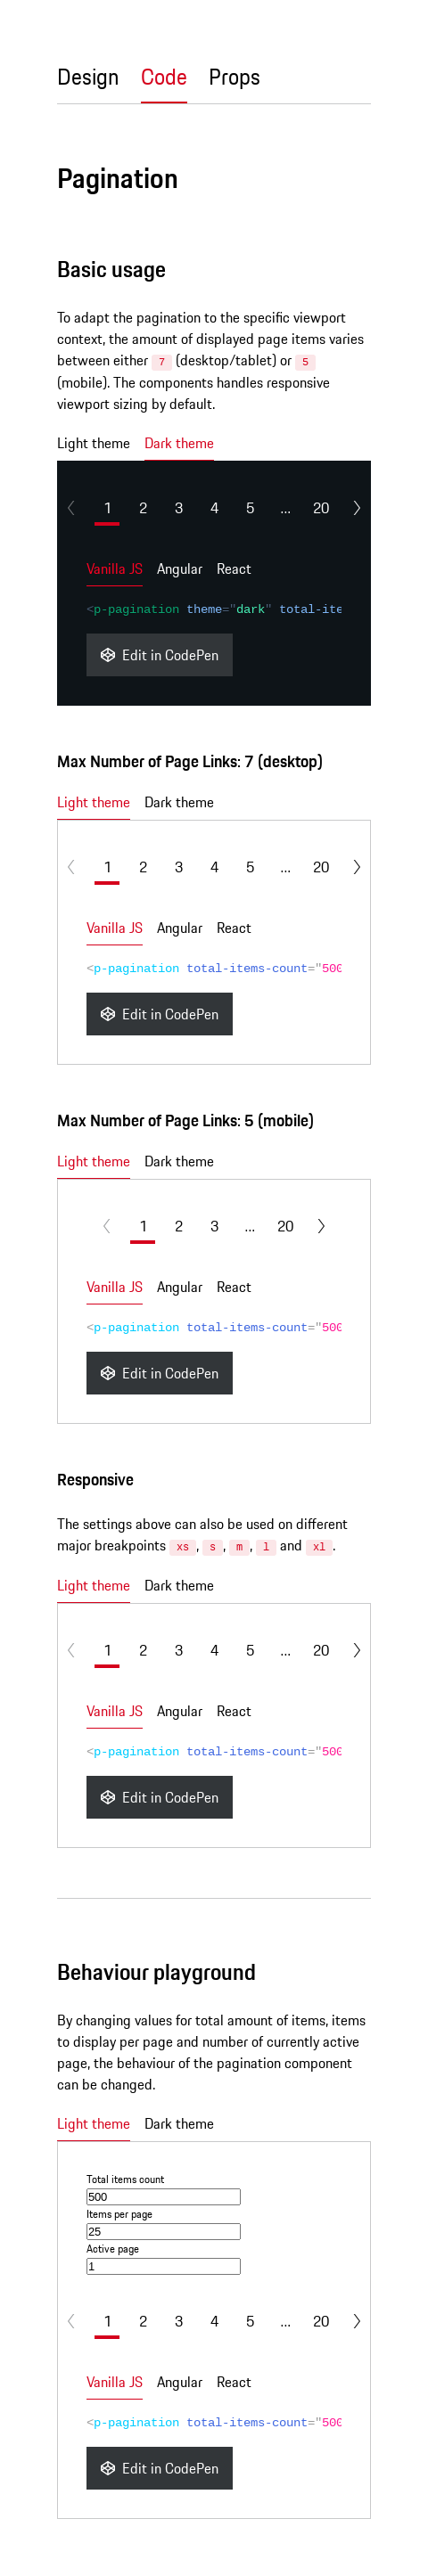 Design Code Props
Pagination
Basic usage
To adapt the pagination to the specific viewport
context, the amount of displayed page items varies
between either 7 (desktop/tablet) or 5
(mobile). The components handles responsive
viewport sizing by default.
Light theme Dark theme
1 2 3 4 5 ... 20
Vanilla JS Angular React
<p-pagination theme="dark" total-ite
Edit in CodePen
Max Number of Page Links: 7 (desktop)
Light theme Dark theme
1 2 3 4 5 ... 20
Vanilla JS Angular React
<p-pagination total-items-count="500
Edit in CodePen
Max Number of Page Links: 5 (mobile)
Light theme Dark theme
1 2 3 ... 20
Vanilla JS Angular React
<p-pagination total-items-count="500
Edit in CodePen
Responsive
The settings above can also be used on different
major breakpoints xs, s, m, l and xl.
Light theme Dark theme
1 2 3 4 5 ... 20
Vanilla JS Angular React
<p-pagination total-items-count="500
Edit in CodePen
Behaviour playground
By changing values for total amount of items, items
to display per page and number of currently active
page, the behaviour of the pagination component
can be changed.
Light theme Dark theme
Total items count
500
Items per page
25
Active page
1
1 2 3 4 5 ... 20
Vanilla JS Angular React
<p-pagination total-items-count="500
Edit in CodePen